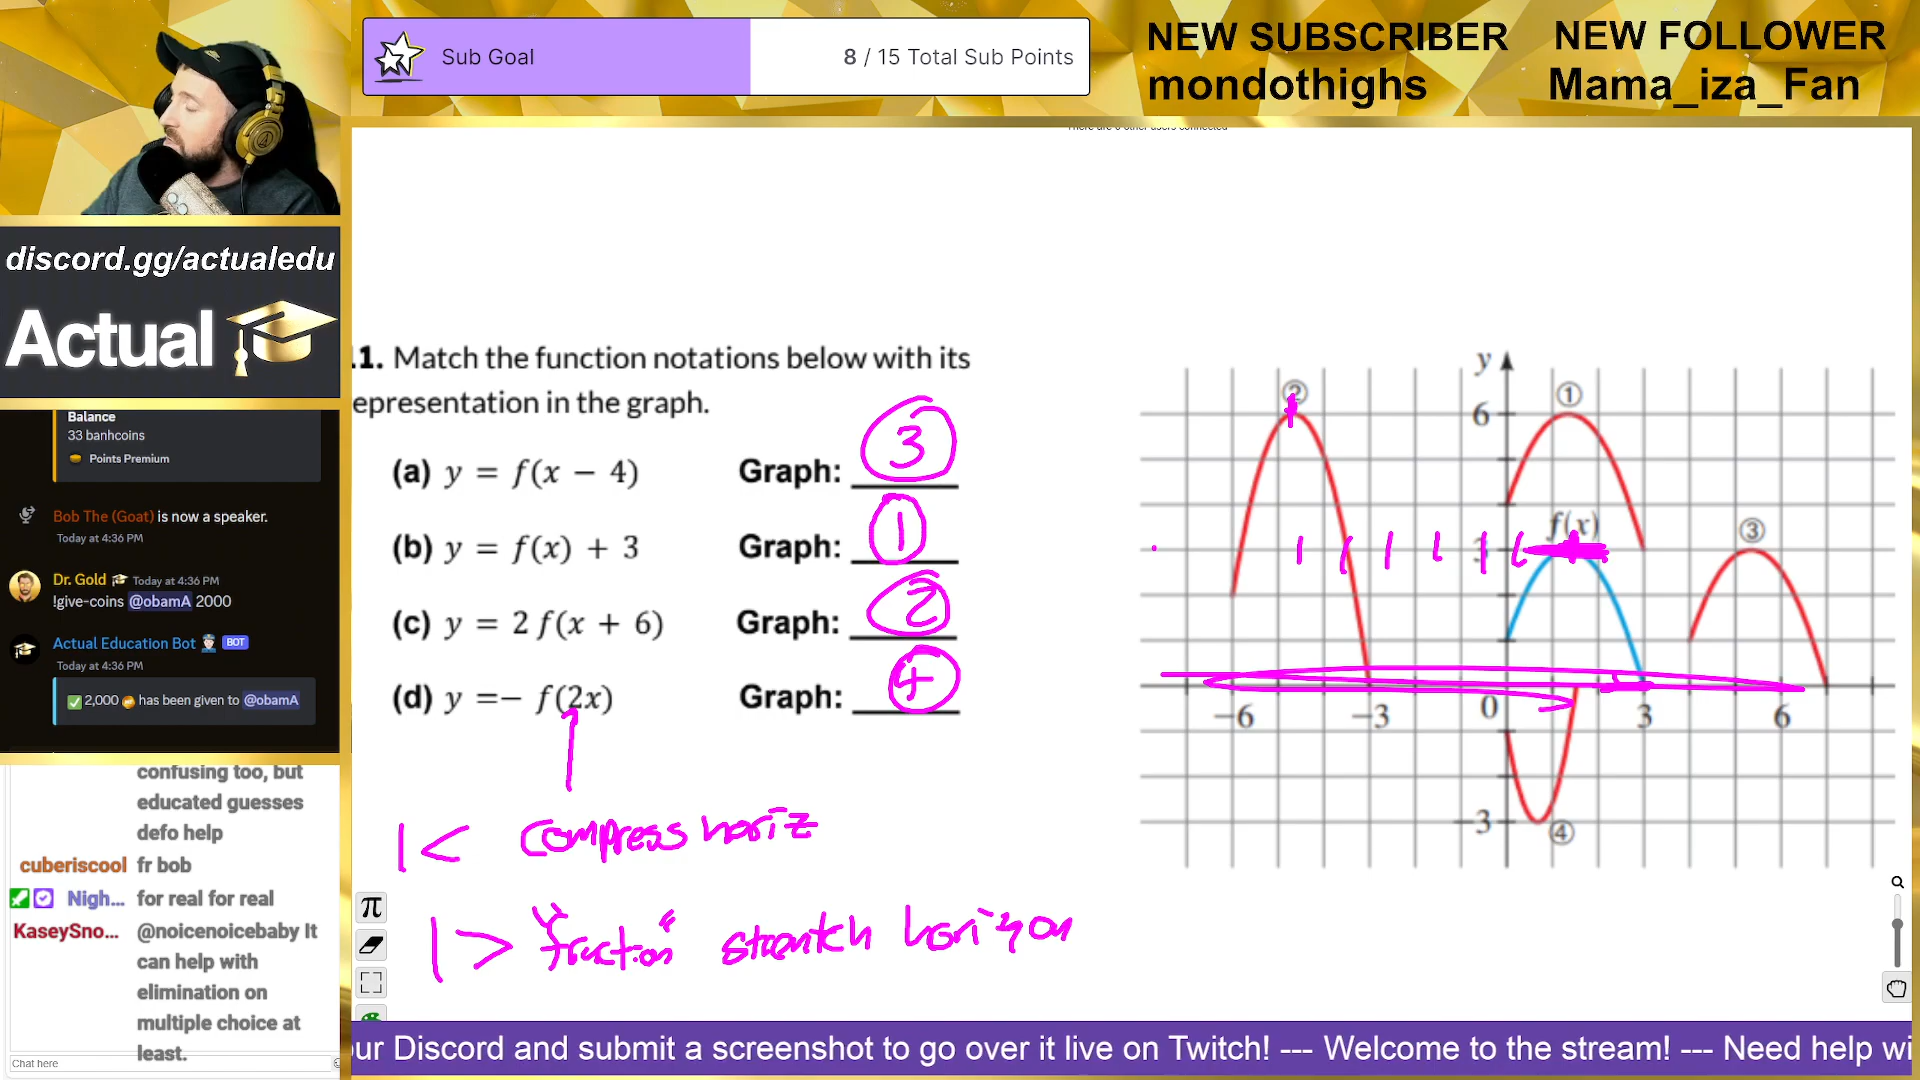 Sub Goal
8 / 15 Total Sub Points
NEW SUBSCRIBER
mondothighs
NEW FOLLOWER
Mama_iza_Fan
discord.gg/actualedu
Actual
Balance
33 banhcoins
Points Premium
Bob The (Goat) is now a speaker.
Today at 4:36 PM
Dr. Gold Today at 4:36 PM
!give-coins @obamA 2000
Actual Education Bot BOT
Today at 4:36 PM
2,000 has been given to @obamA
confusing too, but
educated guesses
defo help
cuberiscool fr bob
Nigh... for real for real
KaseySno... @noicenoicebaby It
can help with
elimination on
multiple choice at
least.
Chat here
.1. Match the function notations below with its
epresentation in the graph.
(a) y = f(x − 4) Graph: 3
(b) y = f(x) + 3 Graph: 1
(c) y = 2 f(x + 6) Graph: 2
(d) y =− f(2x) Graph: 4
1 < compress horiz
1 > "fraction"
y
② ①
6
f(x)
③
3
−6 −3 0 3 6
−3
④
π
ur Discord and submit a screenshot to go over it live on Twitch! --- Welcome to the stream! --- Need help wi